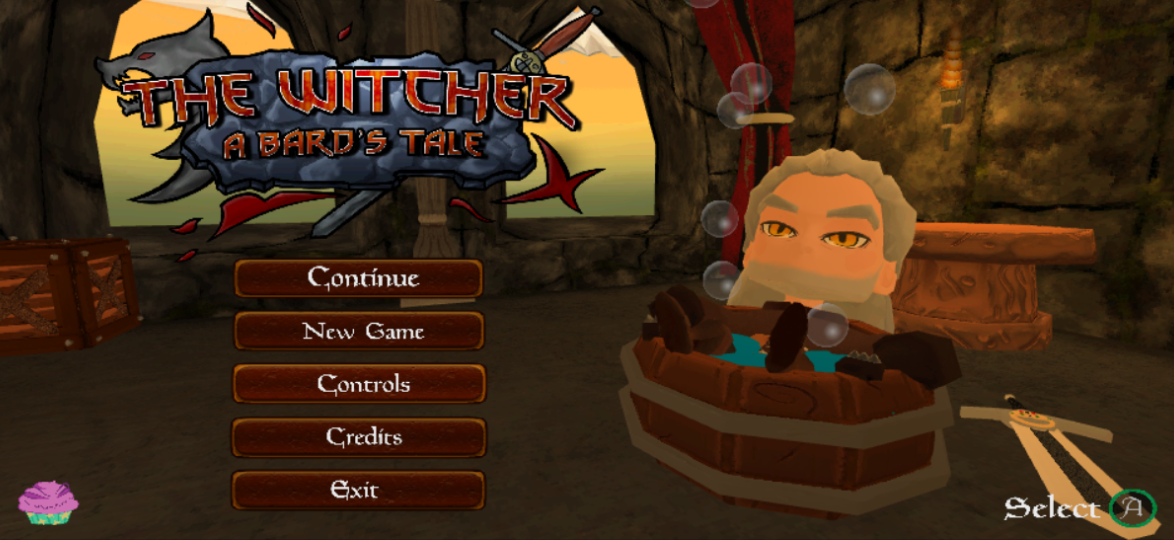 THE WITCHER
A BARD'S TALE
Continue
New Game
Controls
Credits
Exit
Select A